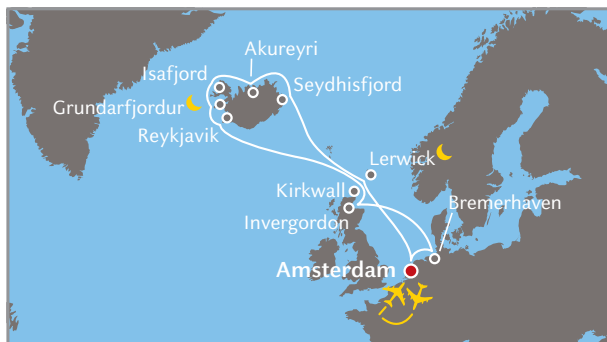 Akureyri
Isafjord
Seydhisfjord
Grundarfjordur
Reykjavik
Lerwick
Kirkwall
Bremerhaven
Invergordon
Amsterdam